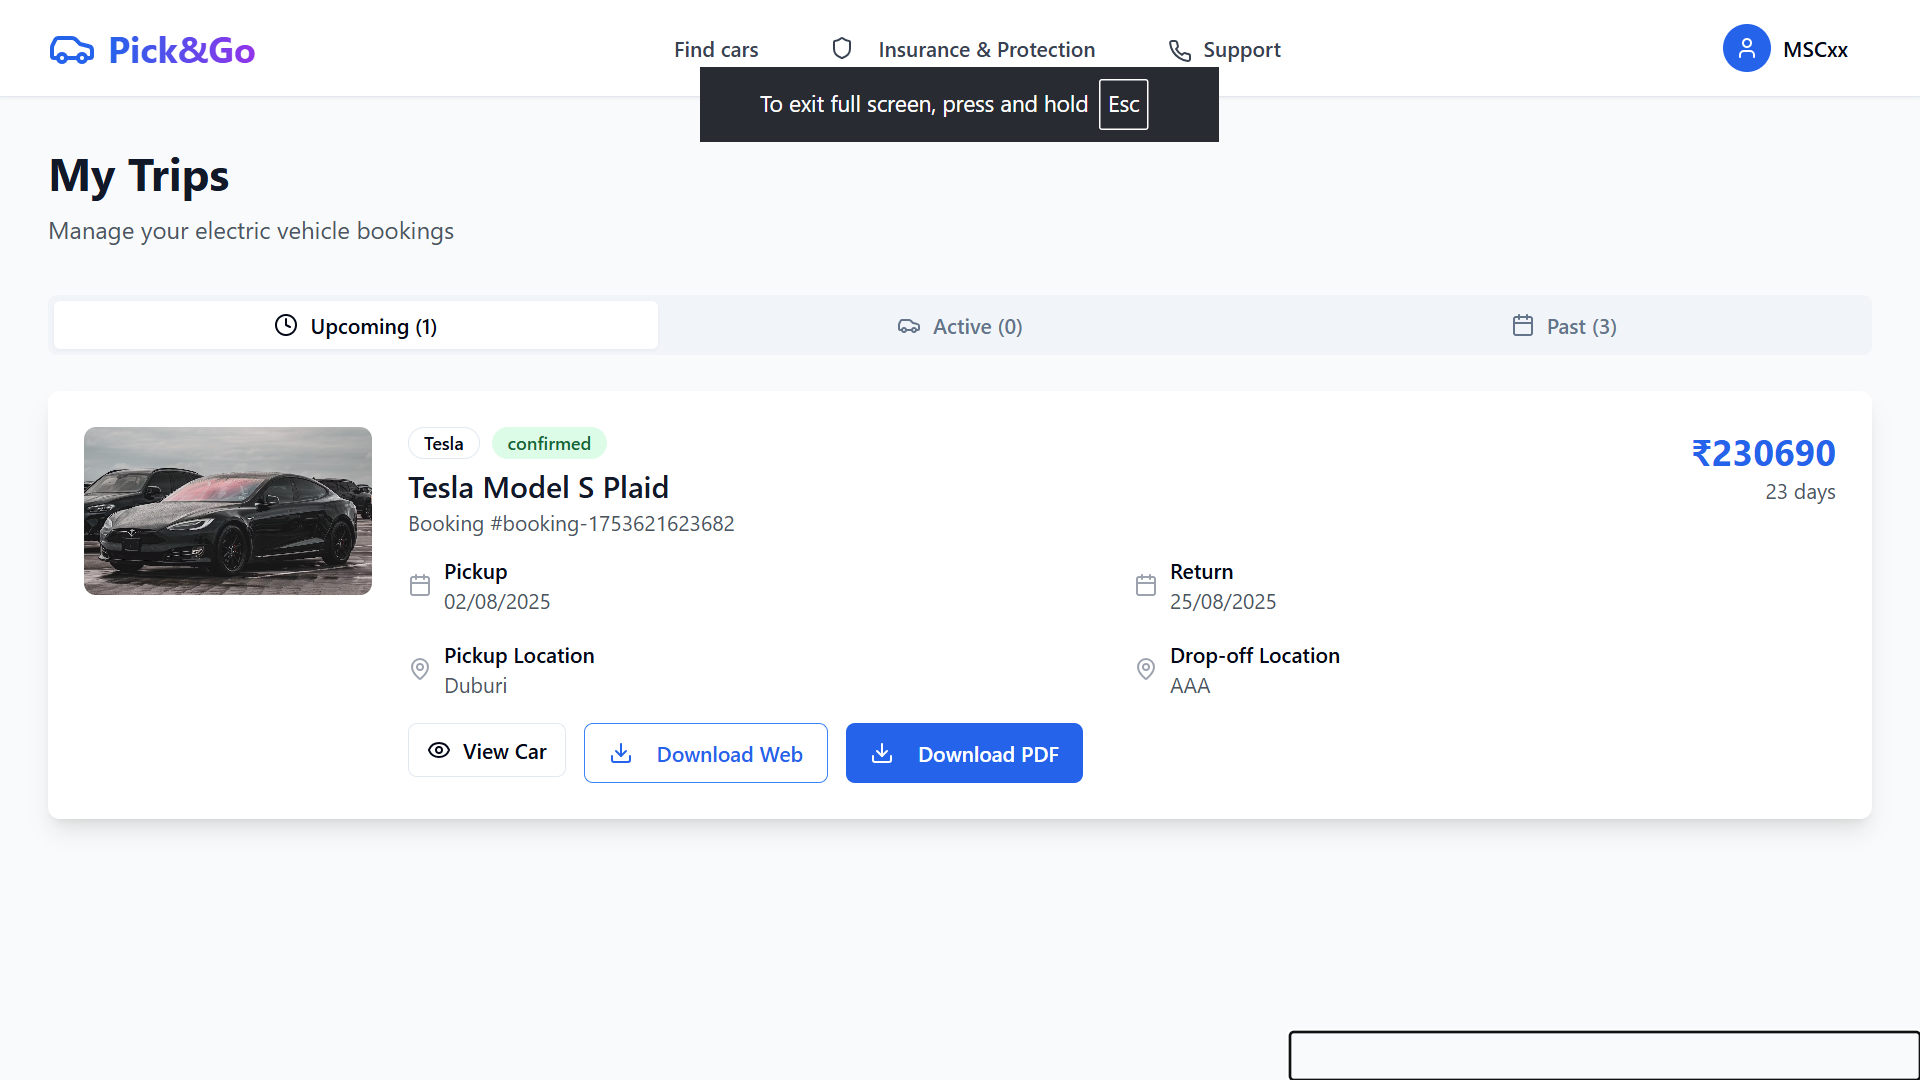 Pick&Go
Find cars
Insurance & Protection
Support
MSCxx
To exit full screen, press and hold Esc
My Trips
Manage your electric vehicle bookings
Upcoming (1)
Active (0)
Past (3)
Tesla
confirmed
₹230690
23 days
Tesla Model S Plaid
Booking #booking-1753621623682
Pickup
02/08/2025
Return
25/08/2025
Pickup Location
Duburi
Drop-off Location
AAA
View Car
Download Web
Download PDF